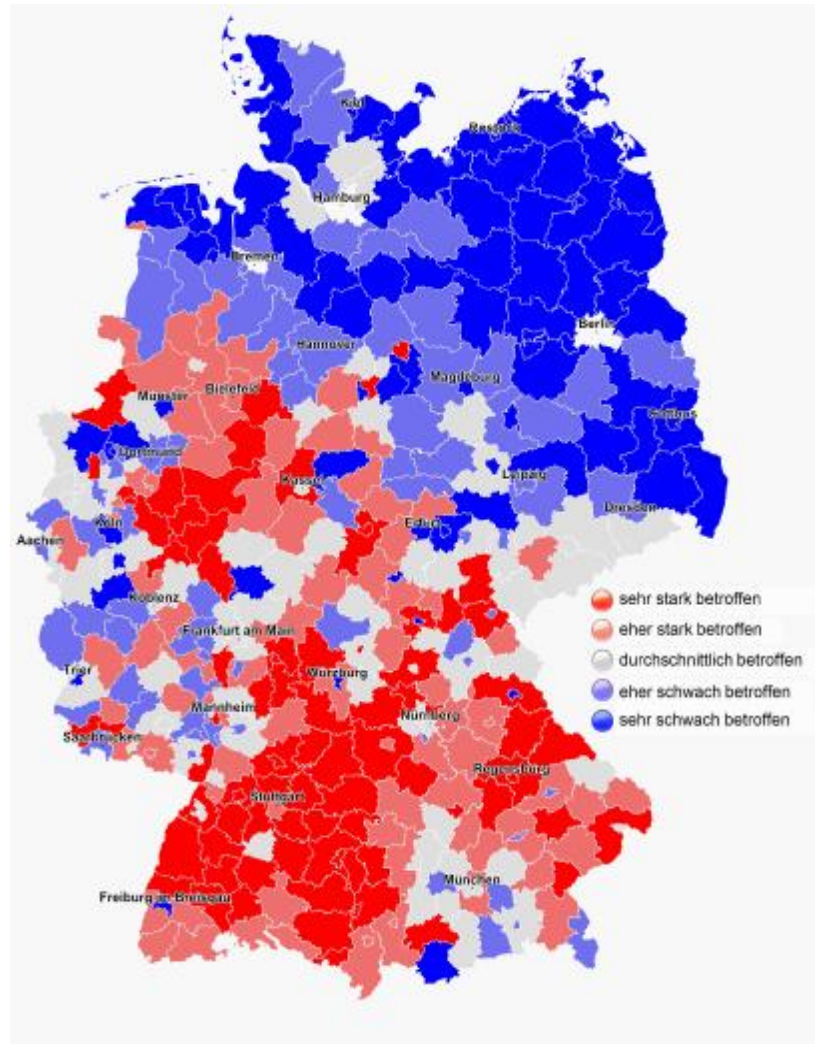 Kiel
Rostock
Hamburg
Bremen
Berlin
Hannover
Magdeburg
Bielefeld
Münster
Cottbus
Dortmund
Kassel
Leipzig
Dresden
Erfurt
Köln
Aachen
Koblenz
sehr stark betroffen
eher stark betroffen
durchschnittlich betroffen
eher schwach betroffen
sehr schwach betroffen
Frankfurt am Main
Trier
Würzburg
Mannheim
Nürnberg
Saarbrücken
Regensburg
Stuttgart
München
Freiburg im Breisgau